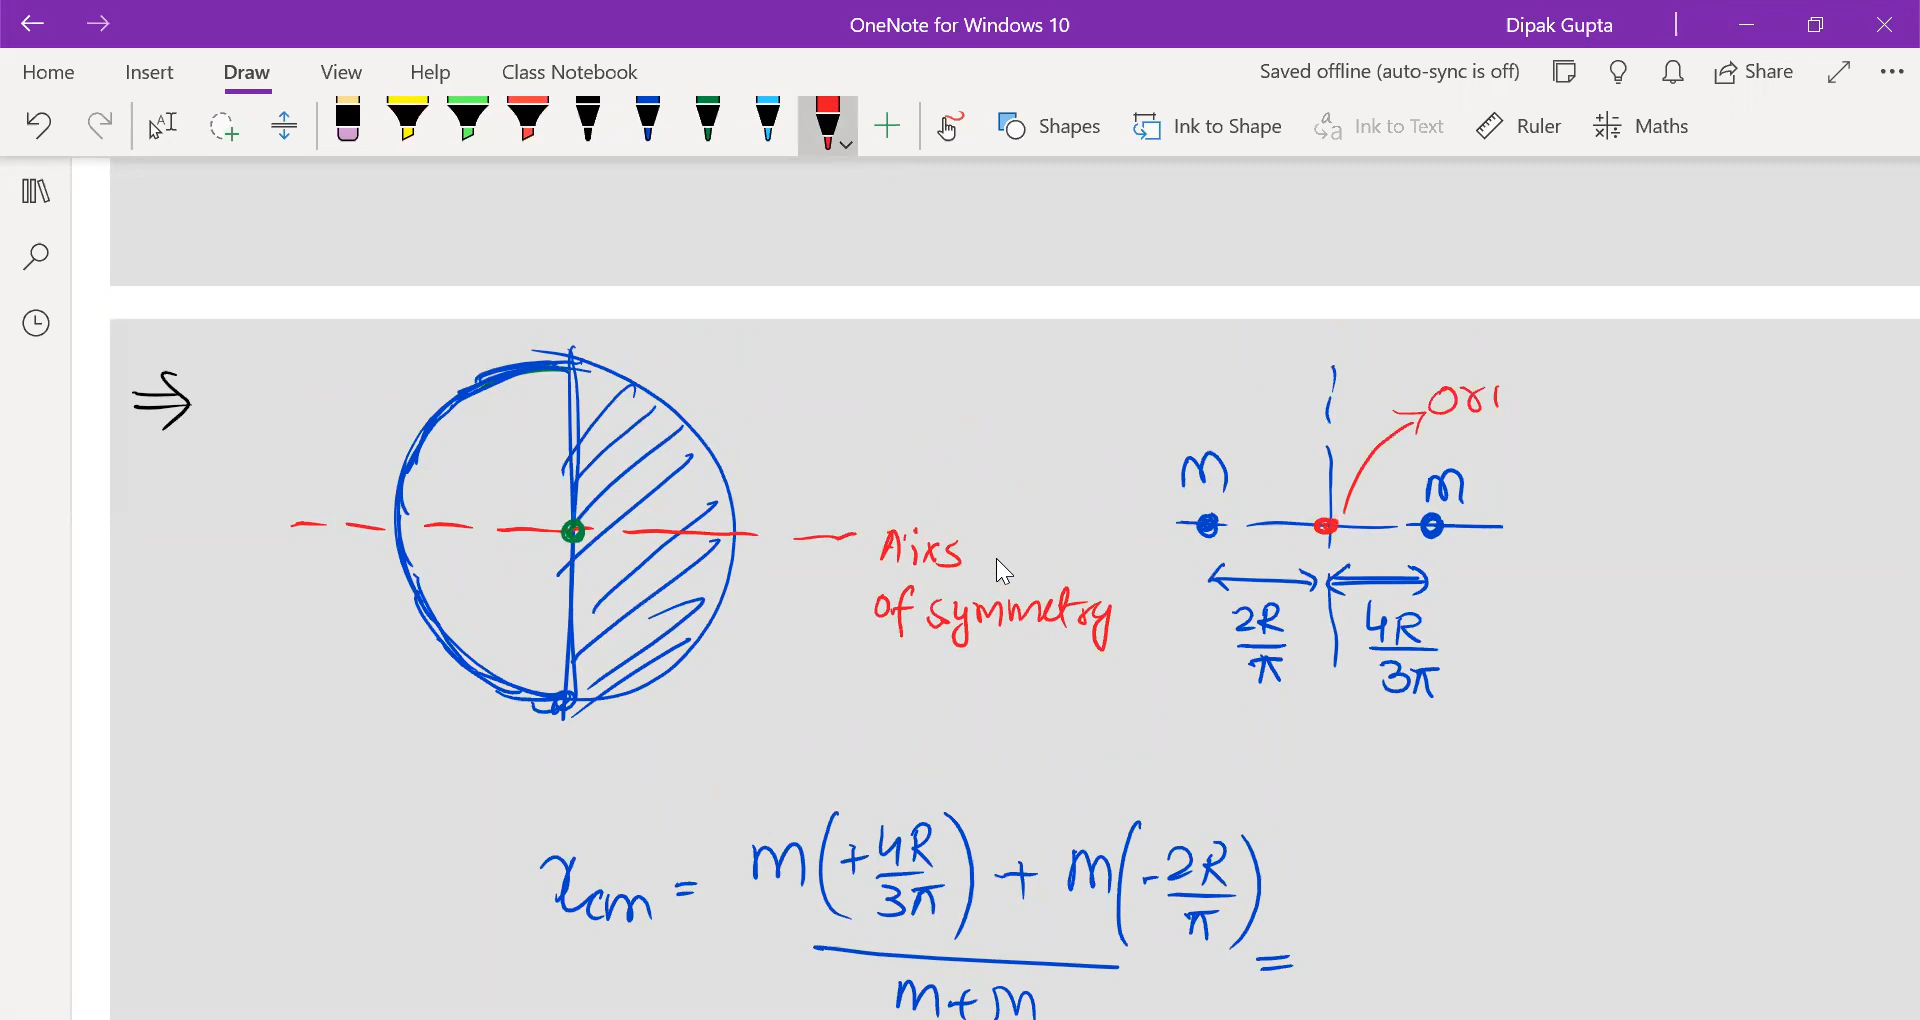 OneNote for Windows 10
Dipak Gupta
Home Insert Draw View Help Class Notebook
Saved offline (auto-sync is off) Share
Shapes Ink to Shape Ink to Text Ruler Maths
⇒
Aixs
of symmetry
ori
m m
2R/π 4R/3π
x_cm = (m(+4R/3π) + m(-2R/π))/(m+m) =